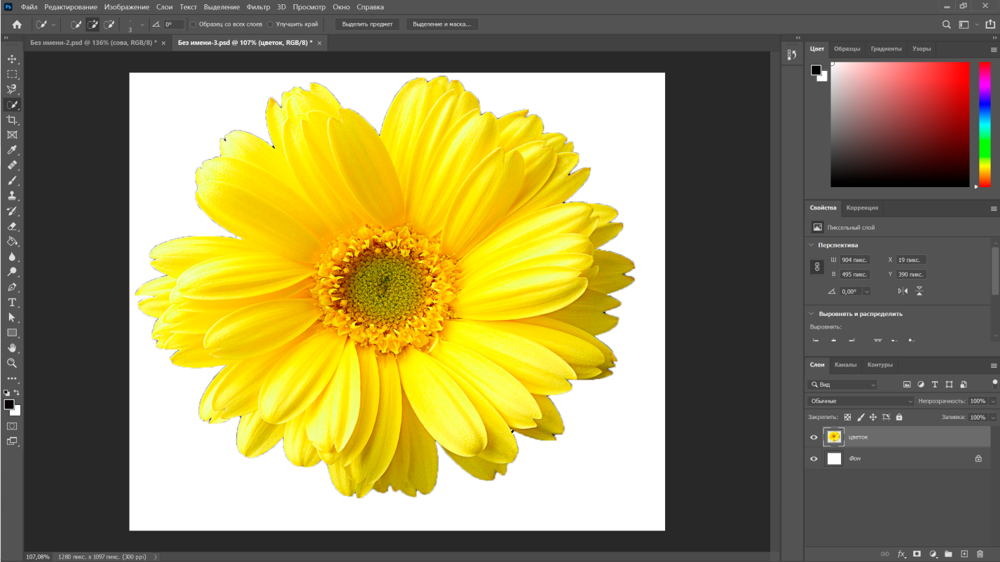 Ps Файл Редактирование Изображение Слои Текст Выделение Фильтр 3D Просмотр Окно Справка
3 0° Образец со всех слоев Улучшить край Выделить предмет Выделение и маска...
Без имени-2.psd @ 136% (сова, RGB/8) * × Без имени-3.psd @ 107% (цветок, RGB/8) * ×
Цвет Образцы Градиенты Узоры
Свойства Коррекция
Пиксельный слой
Перспектива
Ш 904 пикс. X 19 пикс.
В 495 пикс. Y 390 пикс.
0,00°
Выровнять и распределить
Выровнять:
Слои Каналы Контуры
Вид
Обычные Непрозрачность: 100%
Закрепить: Заливка: 100%
цветок
Фон
107,08% 1280 пикс. x 1097 пикс. (300 ppi)